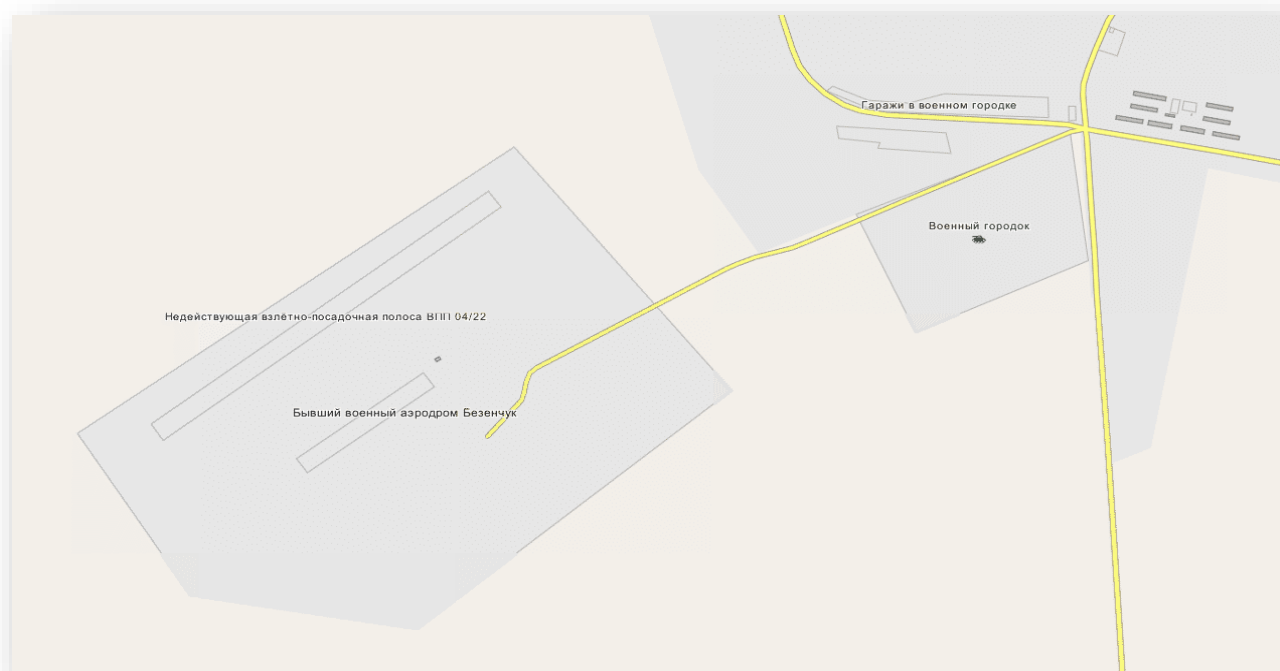 Гаражи в военном городке
Военный городок
Недействующая взлётно-посадочная полоса ВПП 04/22
Бывший военный аэродром Безенчук